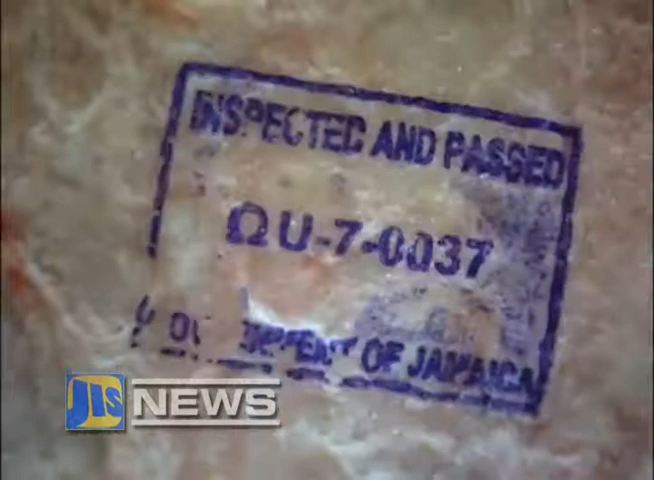 INSPECTED AND PASSED
ΩU-7-0037
OF JAMAICA
JIS NEWS